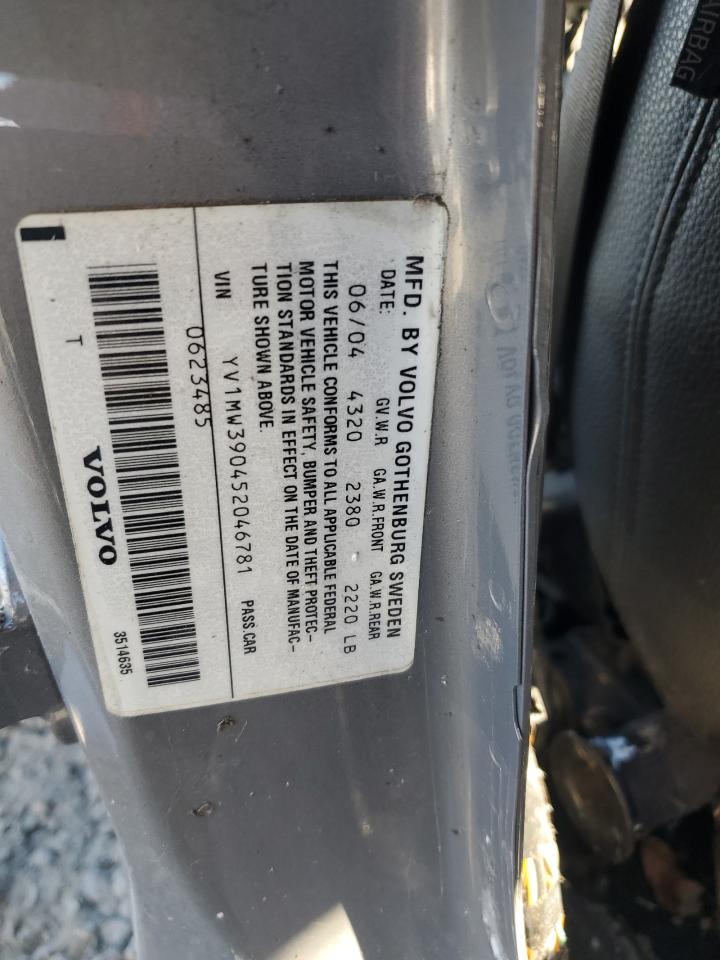 MFD. BY VOLVO GOTHENBURG SWEDEN
DATE: GV.W.R GA.W.R.FRONT GA.W.R.REAR
06/04 4320 2380 2220 LB
THIS VEHICLE CONFORMS TO ALL APPLICABLE FEDERAL
MOTOR VEHICLE SAFETY, BUMPER AND THEFT PROTEC-
TION STANDARDS IN EFFECT ON THE DATE OF MANUFAC-
TURE SHOWN ABOVE.
VIN YV1MW390452046781 PASS.CAR
0623485
T VOLVO 3514635
AIRBAG